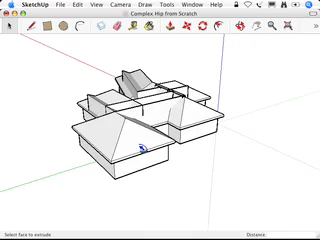 SketchUp File Edit View Camera Draw Tools Window Help
Complex Hip from Scratch
Select face to extrude
Distance